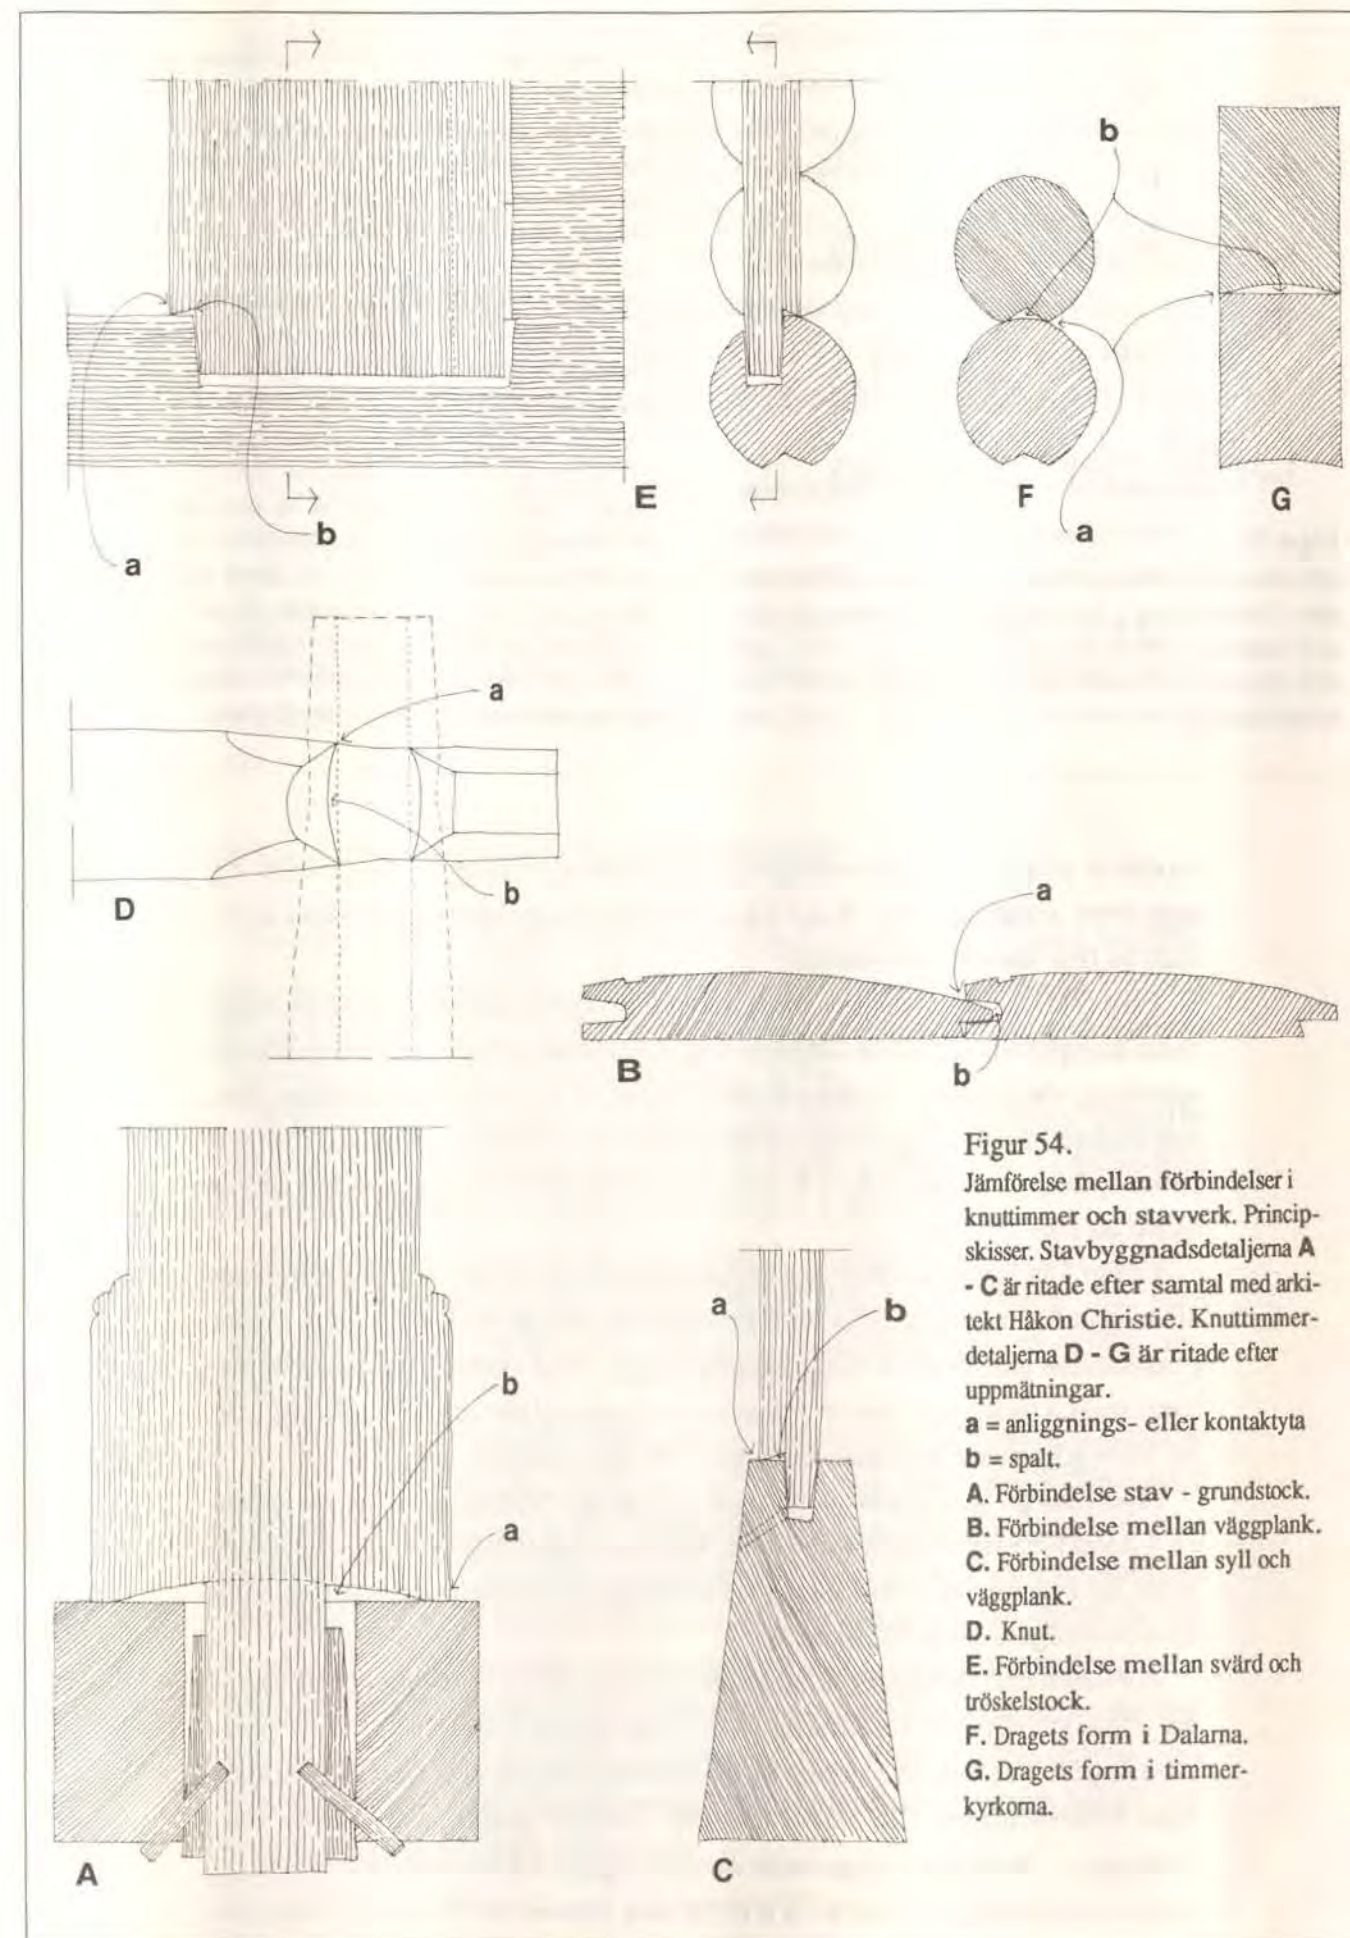 b
E
F
G
b
a
a
a
b
D
a
B
b
Figur 54.
Jämförelse mellan förbindelser i
knuttimmer och stavverk. Princip-
skisser. Stavbyggnadsdetaljerna A
- C är ritade efter samtal med arki-
tekt Håkon Christie. Knuttimmer-
detaljerna D - G är ritade efter
uppmätningar.
a = anliggnings- eller kontaktyta
b = spalt.
A. Förbindelse stav - grundstock.
B. Förbindelse mellan väggplank.
C. Förbindelse mellan syll och
väggplank.
D. Knut.
E. Förbindelse mellan svärd och
tröskelstock.
F. Dragets form i Dalarna.
G. Dragets form i timmer-
kyrkorna.
a
b
b
a
A
C